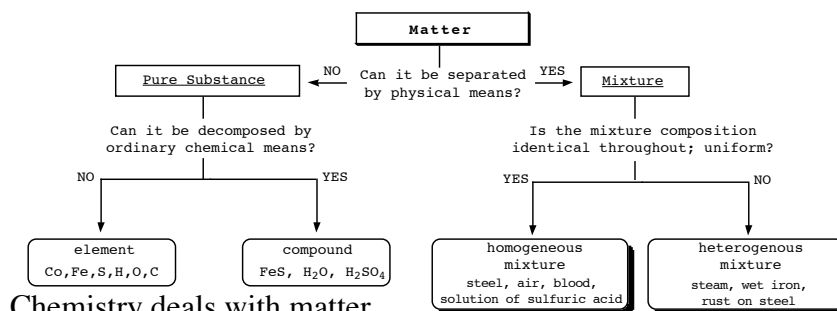 Matter
Can it be separated
by physical means?
NO
YES
Pure Substance
Mixture
Can it be decomposed by
ordinary chemical means?
Is the mixture composition
identical throughout; uniform?
NO
YES
YES
NO
element
Co,Fe,S,H,O,C
compound
FeS, H₂O, H₂SO₄
homogeneous
mixture
steel, air, blood,
solution of sulfuric acid
heterogeneous
mixture
steam, wet iron,
rust on steel
Chemistry deals with matter